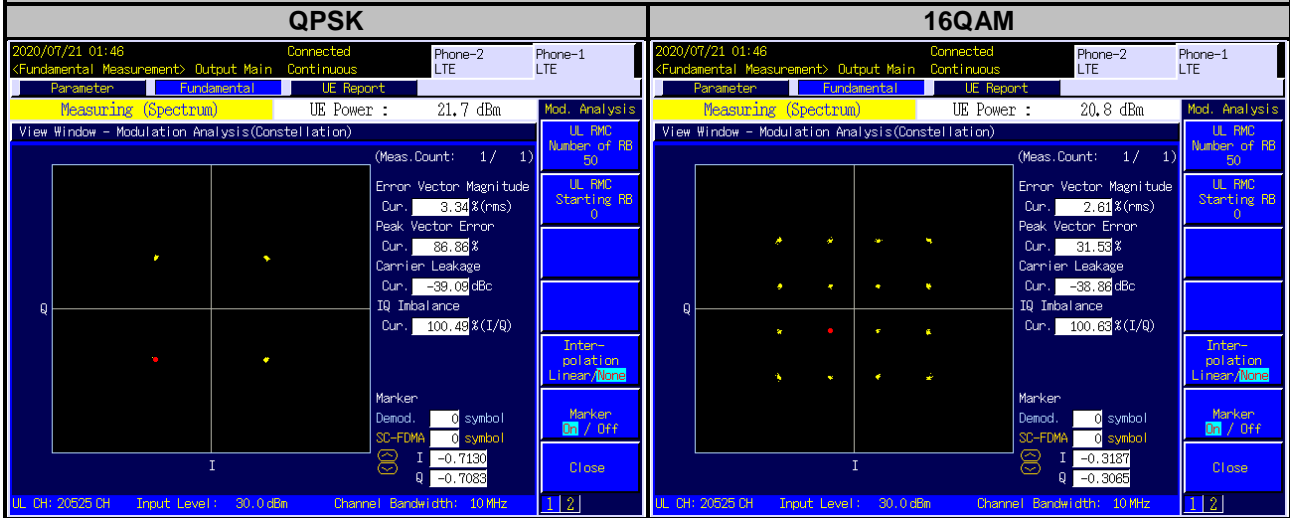 QPSK
2020/07/21 01:46 Connected Phone-2 Phone-1
<Fundamental Measurement> Output Main Continuous LTE LTE
Parameter Fundamental UE Report
Measuring (Spectrum) UE Power : 21.7 dBm Mod. Analysis
View Window - Modulation Analysis(Constellation)
UL RMC
Number of RB
50
(Meas.Count: 1/ 1)
Error Vector Magnitude
Cur. 3.34 %(rms)
UL RMC
Starting RB
0
Peak Vector Error
Cur. 86.86 %
Carrier Leakage
Cur. -39.09 dBc
IQ Imbalance
Cur. 100.49 %(I/Q)
Q
Inter-
polation
Linear/None
Marker
Demod. 0 symbol
SC-FDMA 0 symbol
I -0.7130
Q -0.7083
Marker
On / Off
I
Close
UL CH: 20525 CH Input Level: 30.0 dBm Channel Bandwidth: 10 MHz 1 2
16QAM
2020/07/21 01:46 Connected Phone-2 Phone-1
<Fundamental Measurement> Output Main Continuous LTE LTE
Parameter Fundamental UE Report
Measuring (Spectrum) UE Power : 20.8 dBm Mod. Analysis
View Window - Modulation Analysis(Constellation)
UL RMC
Number of RB
50
(Meas.Count: 1/ 1)
Error Vector Magnitude
Cur. 2.61 %(rms)
UL RMC
Starting RB
0
Peak Vector Error
Cur. 31.53 %
Carrier Leakage
Cur. -38.86 dBc
IQ Imbalance
Cur. 100.63 %(I/Q)
Q
Inter-
polation
Linear/None
Marker
Demod. 0 symbol
SC-FDMA 0 symbol
I -0.3187
Q -0.3065
Marker
On / Off
I
Close
UL CH: 20525 CH Input Level: 30.0 dBm Channel Bandwidth: 10 MHz 1 2